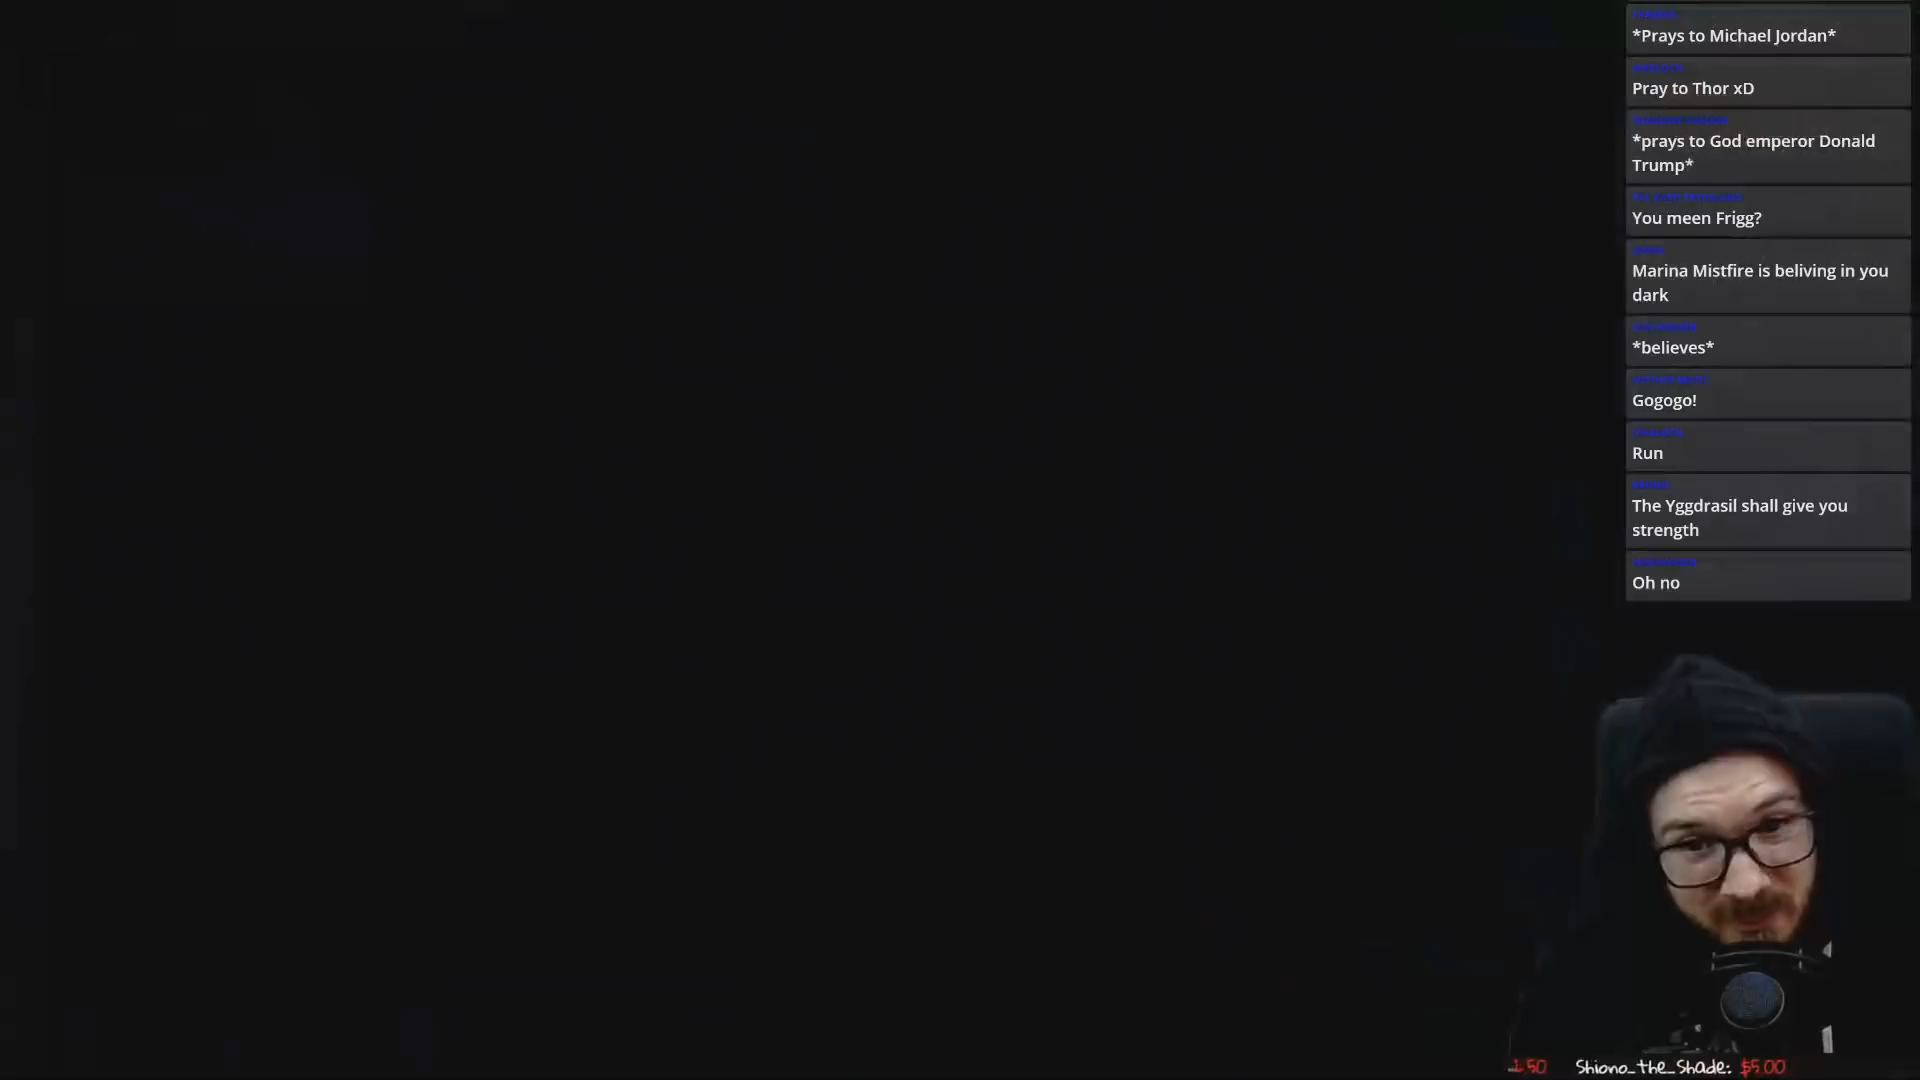 *Prays to Michael Jordan*
Pray to Thor xD
*prays to God emperor Donald
Trump*
You meen Frigg?
Marina Mistfire is beliving in you
dark
*believes*
Gogogo!
Run
The Yggdrasil shall give you
strength
Oh no
1.50 Shiono_the_Shade: $5.00